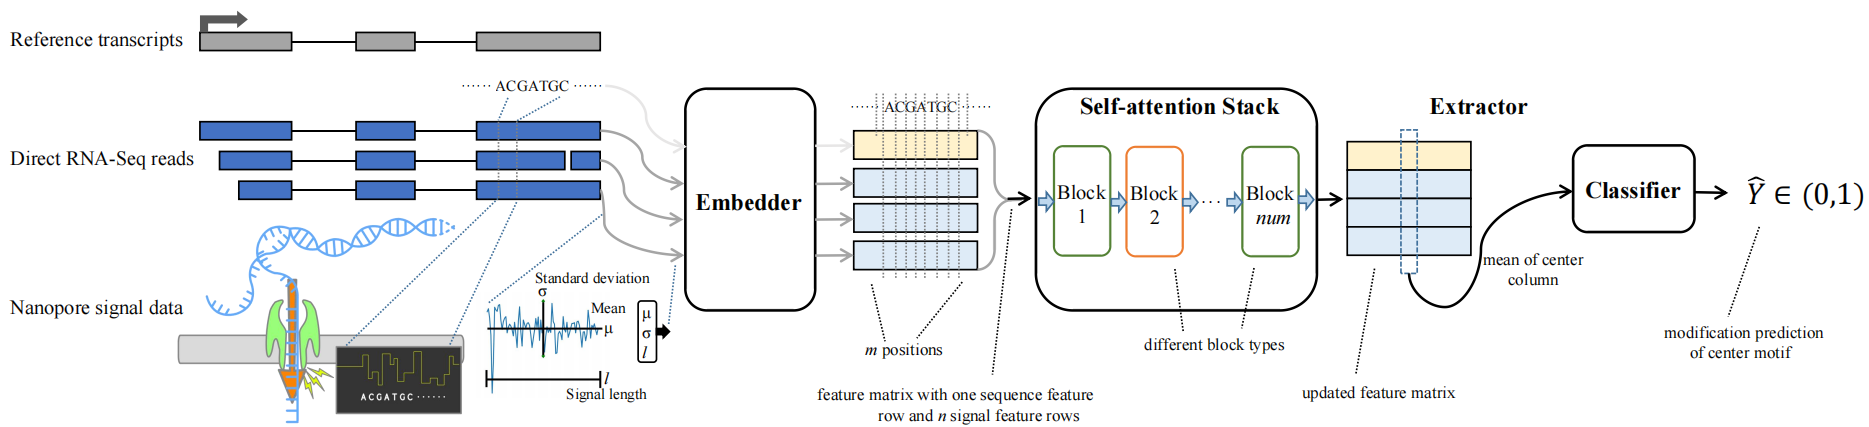 Reference transcripts
······ ACGATGC ······
Direct RNA-Seq reads
Nanopore signal data
ACGATGC ······
Standard deviation
σ
Mean
μ
l
Signal length
μ
σ
l
Embedder
······ ACGATGC ······
m positions
feature matrix with one sequence feature
row and n signal feature rows
Self-attention Stack
Block
1
Block
2
···
Block
num
different block types
Extractor
mean of center
column
updated feature matrix
Classifier
Ŷ ∈ (0,1)
modification prediction
of center motif